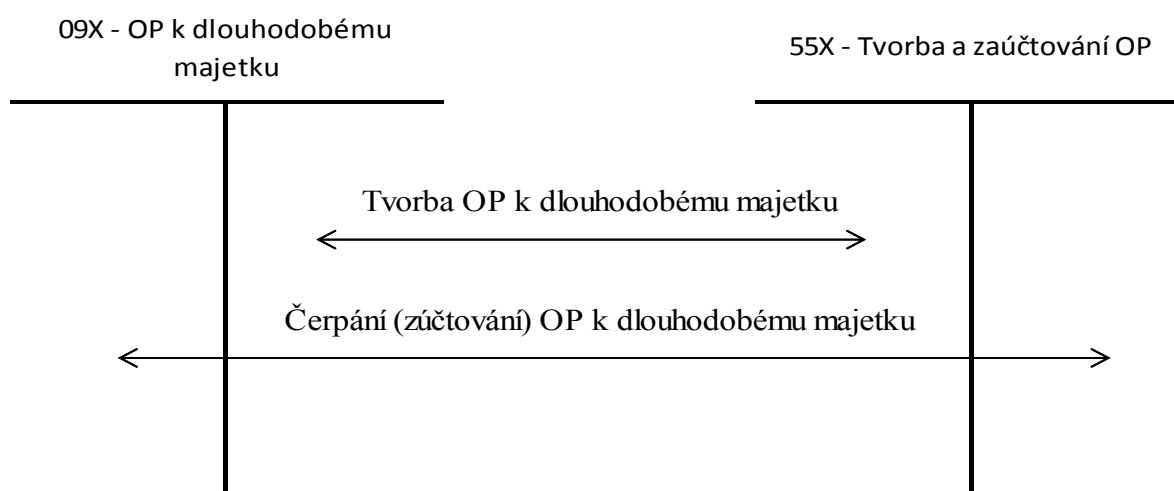 09X - OP k dlouhodobému
majetku
55X - Tvorba a zaúčtování OP
Tvorba OP k dlouhodobému majetku
Čerpání (zúčtování) OP k dlouhodobému majetku